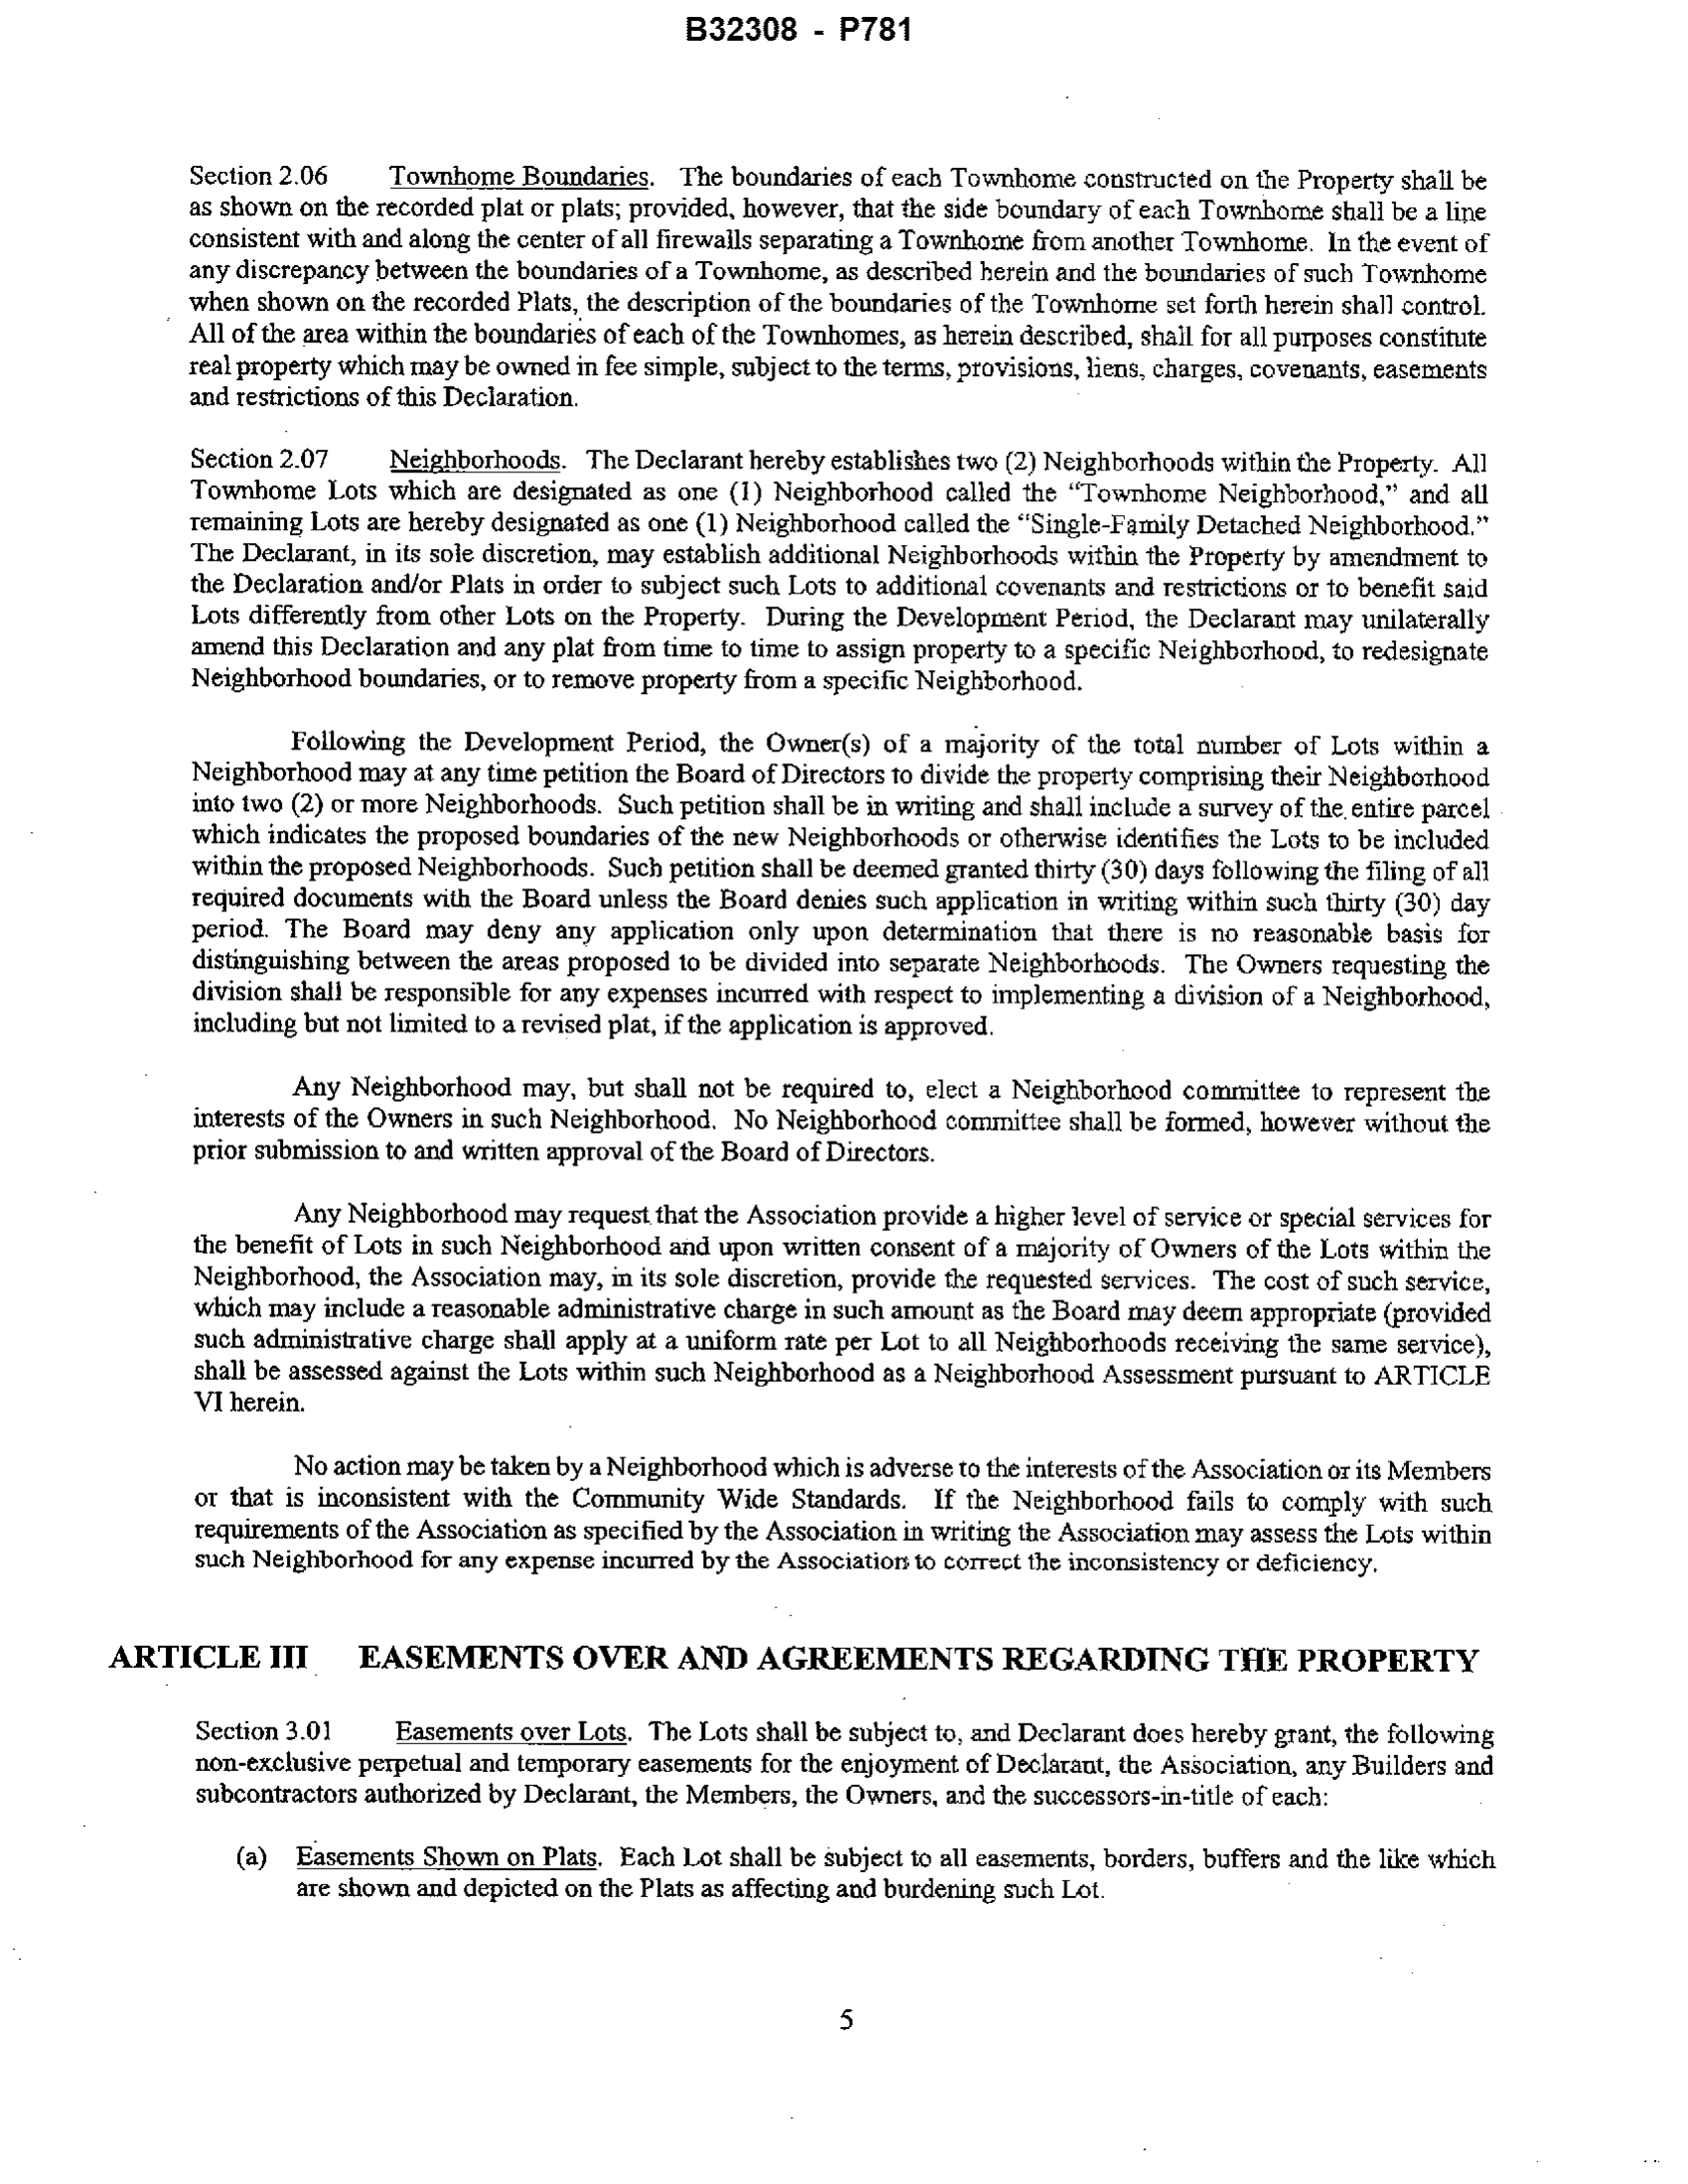 B32308 - P781
Section 2.06 Townhome Boundaries. The boundaries of each Townhome constructed on the Property shall be
as shown on the recorded plat or plats; provided, however, that the side boundary of each Townhome shall be a line
consistent with and along the center of all firewalls separating a Townhome from another Townhome. In the event of
any discrepancy between the boundaries of a Townhome, as described herein and the boundaries of such Townhome
when shown on the recorded Plats, the description of the boundaries of the Townhome set forth herein shall control.
All of the area within the boundaries of each of the Townhomes, as herein described, shall for all purposes constitute
real property which may be owned in fee simple, subject to the terms, provisions, liens, charges, covenants, easements
and restrictions of this Declaration.
Section 2.07 Neighborhoods. The Declarant hereby establishes two (2) Neighborhoods within the Property. All
Townhome Lots which are designated as one (1) Neighborhood called the “Townhome Neighborhood,” and all
remaining Lots are hereby designated as one (1) Neighborhood called the “Single-Family Detached Neighborhood.”
The Declarant, in its sole discretion, may establish additional Neighborhoods within the Property by amendment to
the Declaration and/or Plats in order to subject such Lots to additional covenants and restrictions or to benefit said
Lots differently from other Lots on the Property. During the Development Period, the Declarant may unilaterally
amend this Declaration and any plat from time to time to assign property to a specific Neighborhood, to redesignate
Neighborhood boundaries, or to remove property from a specific Neighborhood.
Following the Development Period, the Owner(s) of a majority of the total number of Lots within a
Neighborhood may at any time petition the Board of Directors to divide the property comprising their Neighborhood
into two (2) or more Neighborhoods. Such petition shall be in writing and shall include a survey of the entire parcel
which indicates the proposed boundaries of the new Neighborhoods or otherwise identifies the Lots to be included
within the proposed Neighborhoods. Such petition shall be deemed granted thirty (30) days following the filing of all
required documents with the Board unless the Board denies such application in writing within such thirty (30) day
period. The Board may deny any application only upon determination that there is no reasonable basis for
distinguishing between the areas proposed to be divided into separate Neighborhoods. The Owners requesting the
division shall be responsible for any expenses incurred with respect to implementing a division of a Neighborhood,
including but not limited to a revised plat, if the application is approved.
Any Neighborhood may, but shall not be required to, elect a Neighborhood committee to represent the
interests of the Owners in such Neighborhood. No Neighborhood committee shall be formed, however without the
prior submission to and written approval of the Board of Directors.
Any Neighborhood may request that the Association provide a higher level of service or special services for
the benefit of Lots in such Neighborhood and upon written consent of a majority of Owners of the Lots within the
Neighborhood, the Association may, in its sole discretion, provide the requested services. The cost of such service,
which may include a reasonable administrative charge in such amount as the Board may deem appropriate (provided
such administrative charge shall apply at a uniform rate per Lot to all Neighborhoods receiving the same service),
shall be assessed against the Lots within such Neighborhood as a Neighborhood Assessment pursuant to ARTICLE
VI herein.
No action may be taken by a Neighborhood which is adverse to the interests of the Association or its Members
or that is inconsistent with the Community Wide Standards. If the Neighborhood fails to comply with such
requirements of the Association as specified by the Association in writing the Association may assess the Lots within
such Neighborhood for any expense incurred by the Association to correct the inconsistency or deficiency.
ARTICLE III EASEMENTS OVER AND AGREEMENTS REGARDING THE PROPERTY
Section 3.01 Easements over Lots. The Lots shall be subject to, and Declarant does hereby grant, the following
non-exclusive perpetual and temporary easements for the enjoyment of Declarant, the Association, any Builders and
subcontractors authorized by Declarant, the Members, the Owners, and the successors-in-title of each:
(a) Easements Shown on Plats. Each Lot shall be subject to all easements, borders, buffers and the like which
are shown and depicted on the Plats as affecting and burdening such Lot.
5